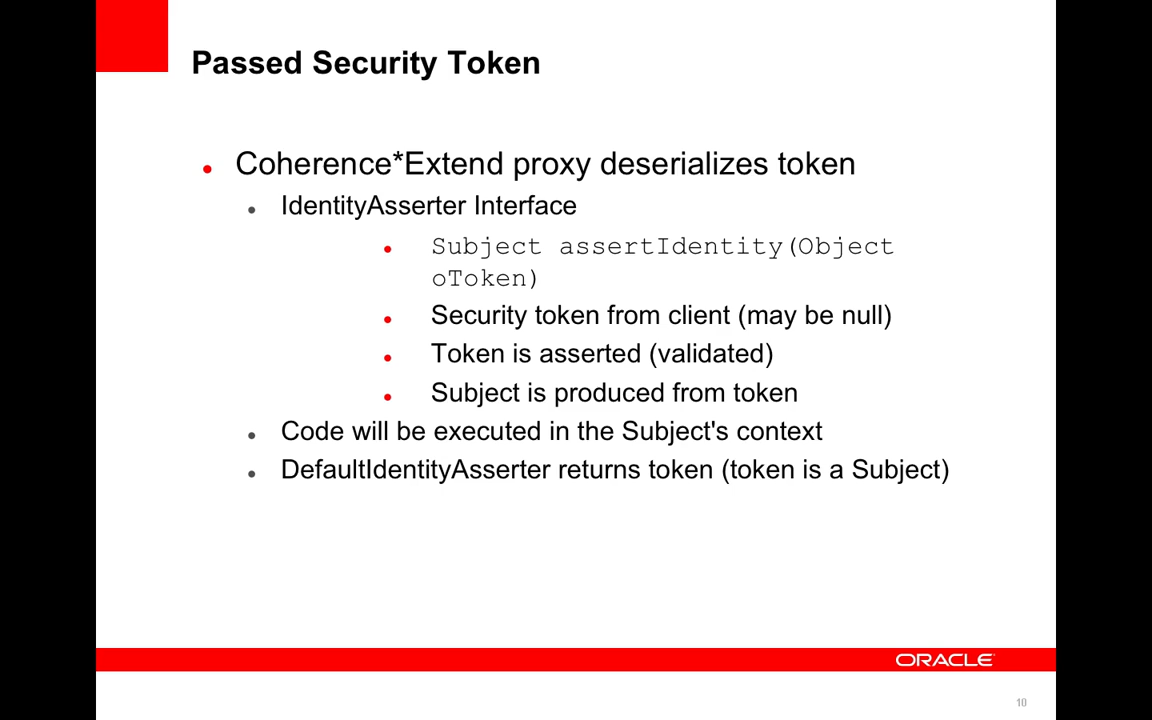 Passed Security Token
Coherence*Extend proxy deserializes token
IdentityAsserter Interface
Subject assertIdentity(Object
oToken)
Security token from client (may be null)
Token is asserted (validated)
Subject is produced from token
Code will be executed in the Subject's context
DefaultIdentityAsserter returns token (token is a Subject)
ORACLE
10